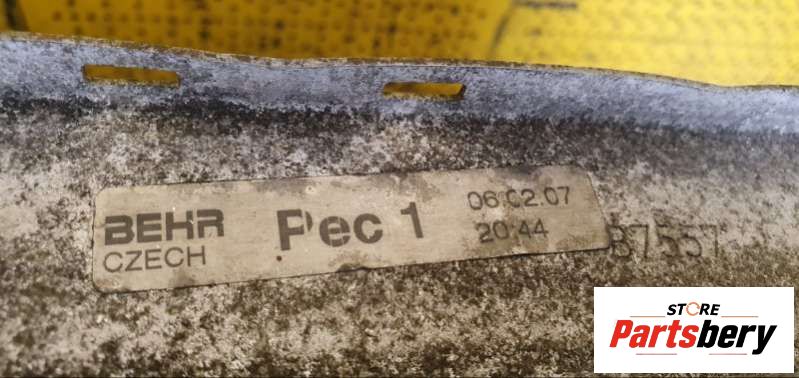 BEHR
CZECH
Pec 1
06.02.07
20:44
B7557
STORE
Partsbery